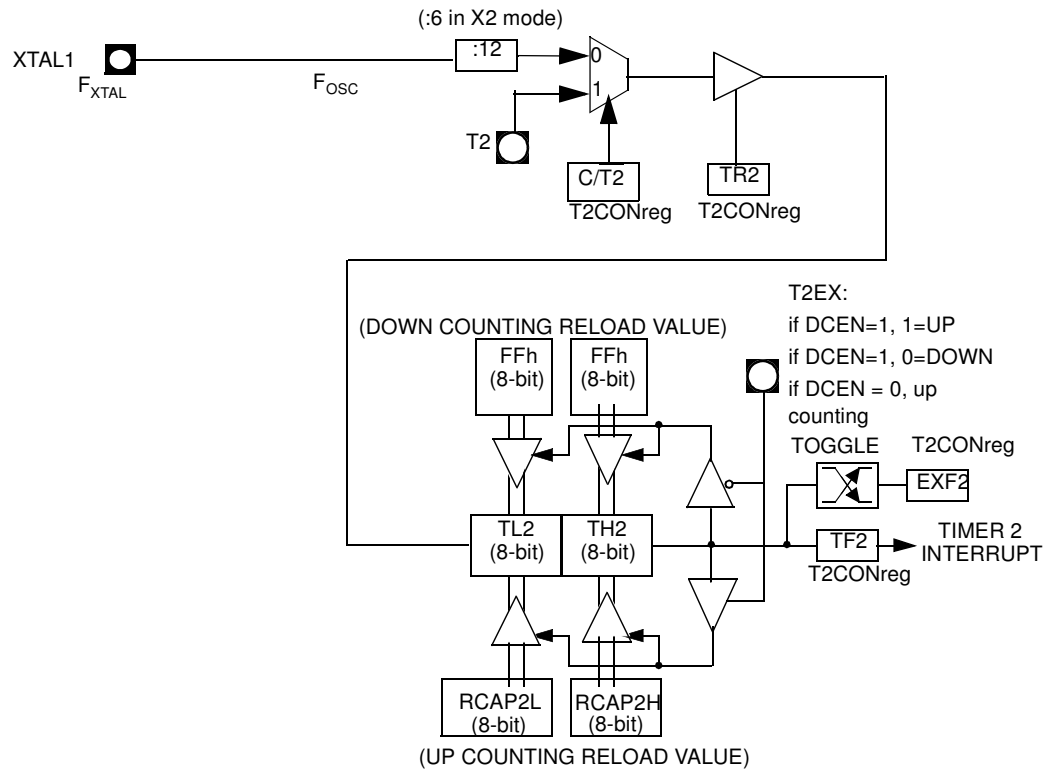 (:6 in X2 mode)
:12
XTAL1
FXTAL
FOSC
0
1
T2
C/T2
TR2
T2CONreg
T2CONreg
T2EX:
if DCEN=1, 1=UP
if DCEN=1, 0=DOWN
if DCEN = 0, up
counting
(DOWN COUNTING RELOAD VALUE)
FFh
(8-bit)
FFh
(8-bit)
TOGGLE
T2CONreg
EXF2
TL2
(8-bit)
TH2
(8-bit)
TF2
T2CONreg
TIMER 2
INTERRUPT
RCAP2L
(8-bit)
RCAP2H
(8-bit)
(UP COUNTING RELOAD VALUE)